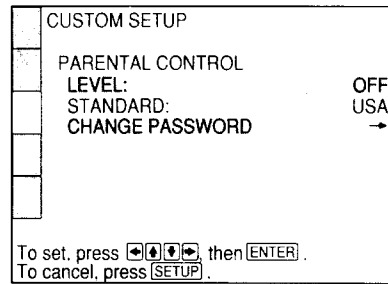 CUSTOM SETUP
PARENTAL CONTROL
LEVEL: OFF
STANDARD: USA
CHANGE PASSWORD →
To set, press ←↑↓→, then ENTER.
To cancel, press SETUP.